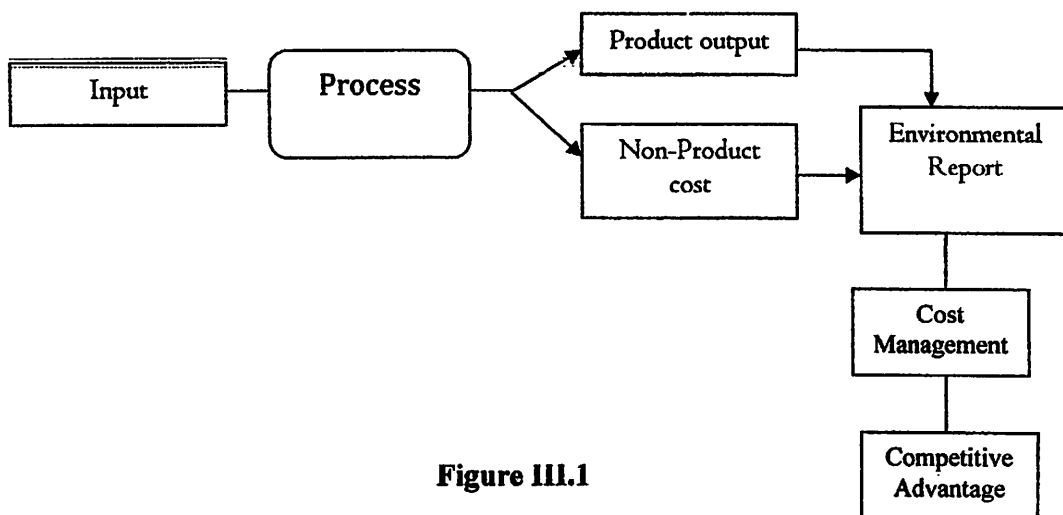 Input
Process
Product output
Non-Product
cost
Environmental
Report
Cost
Management
Competitive
Advantage
Figure III.1